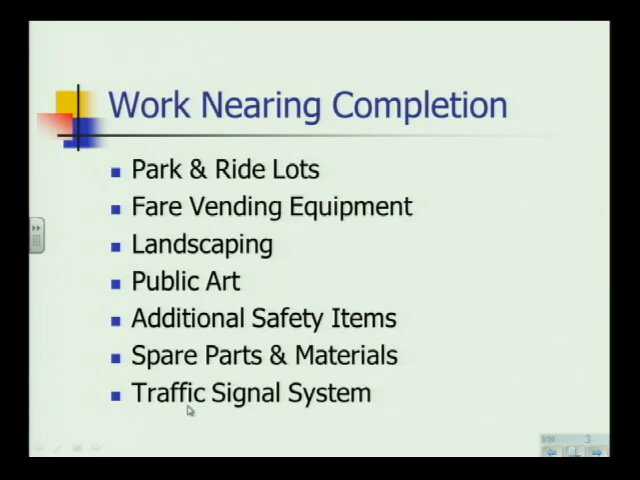 Work Nearing Completion
Park & Ride Lots
Fare Vending Equipment
Landscaping
Public Art
Additional Safety Items
Spare Parts & Materials
Traffic Signal System
3